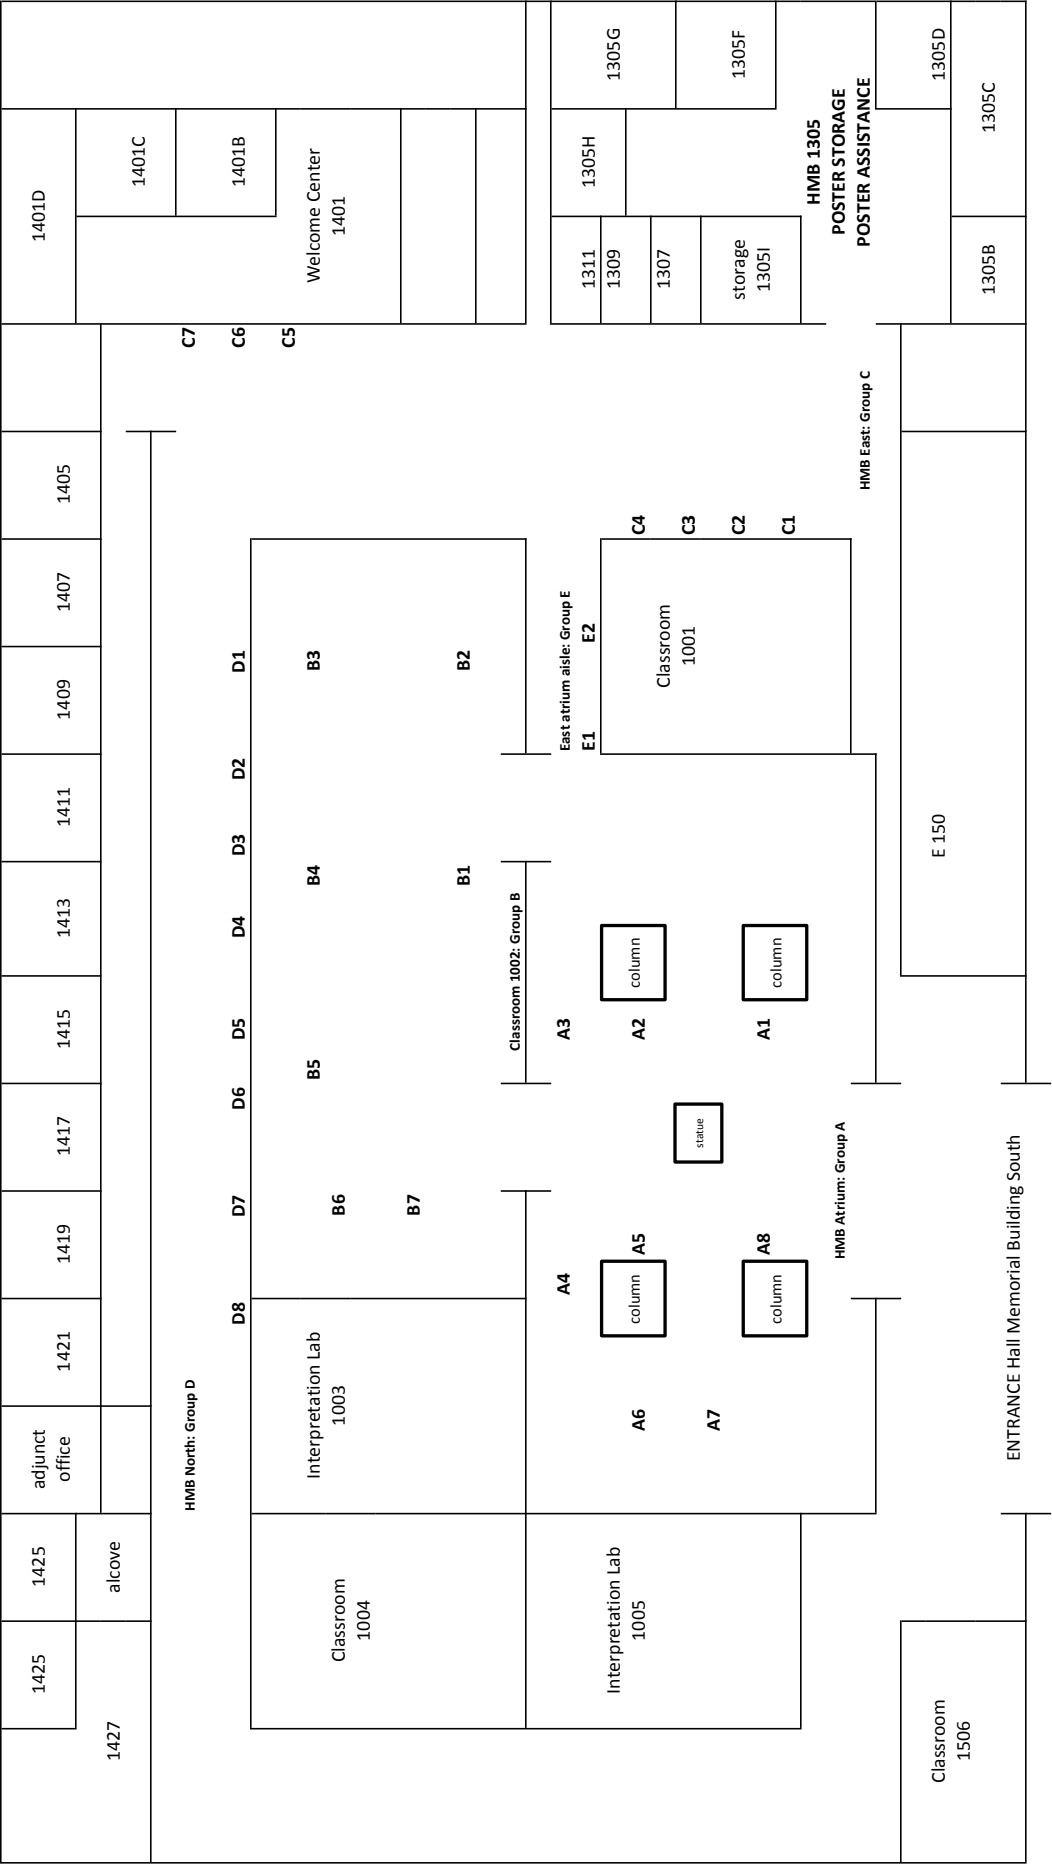 1425
1425
adjunct
office
1421
1419
1417
1415
1413
1411
1409
1407
1405
1401D
1427
alcove
1401C
HMB North: Group D
C7
D8
D7
D6
D5
D4
D3
D2
D1
C6
1401B
C5
Welcome Center
1401
Classroom
1004
Interpretation Lab
1003
B5
B4
B3
B6
B7
B1
B2
Classroom 1002: Group B
East atrium aisle: Group E
A4
A3
E1
E2
1311
1305H
1309
1305G
Interpretation Lab
1005
A6
column
A5
A2
column
C4
Classroom
1001
1307
C3
statue
A7
storage
1305I
1305F
C2
column
A8
A1
column
C1
HMB 1305
POSTER STORAGE
POSTER ASSISTANCE
HMB Atrium: Group A
HMB East: Group C
Classroom
1506
E 150
1305D
1305B
1305C
ENTRANCE Hall Memorial Building South